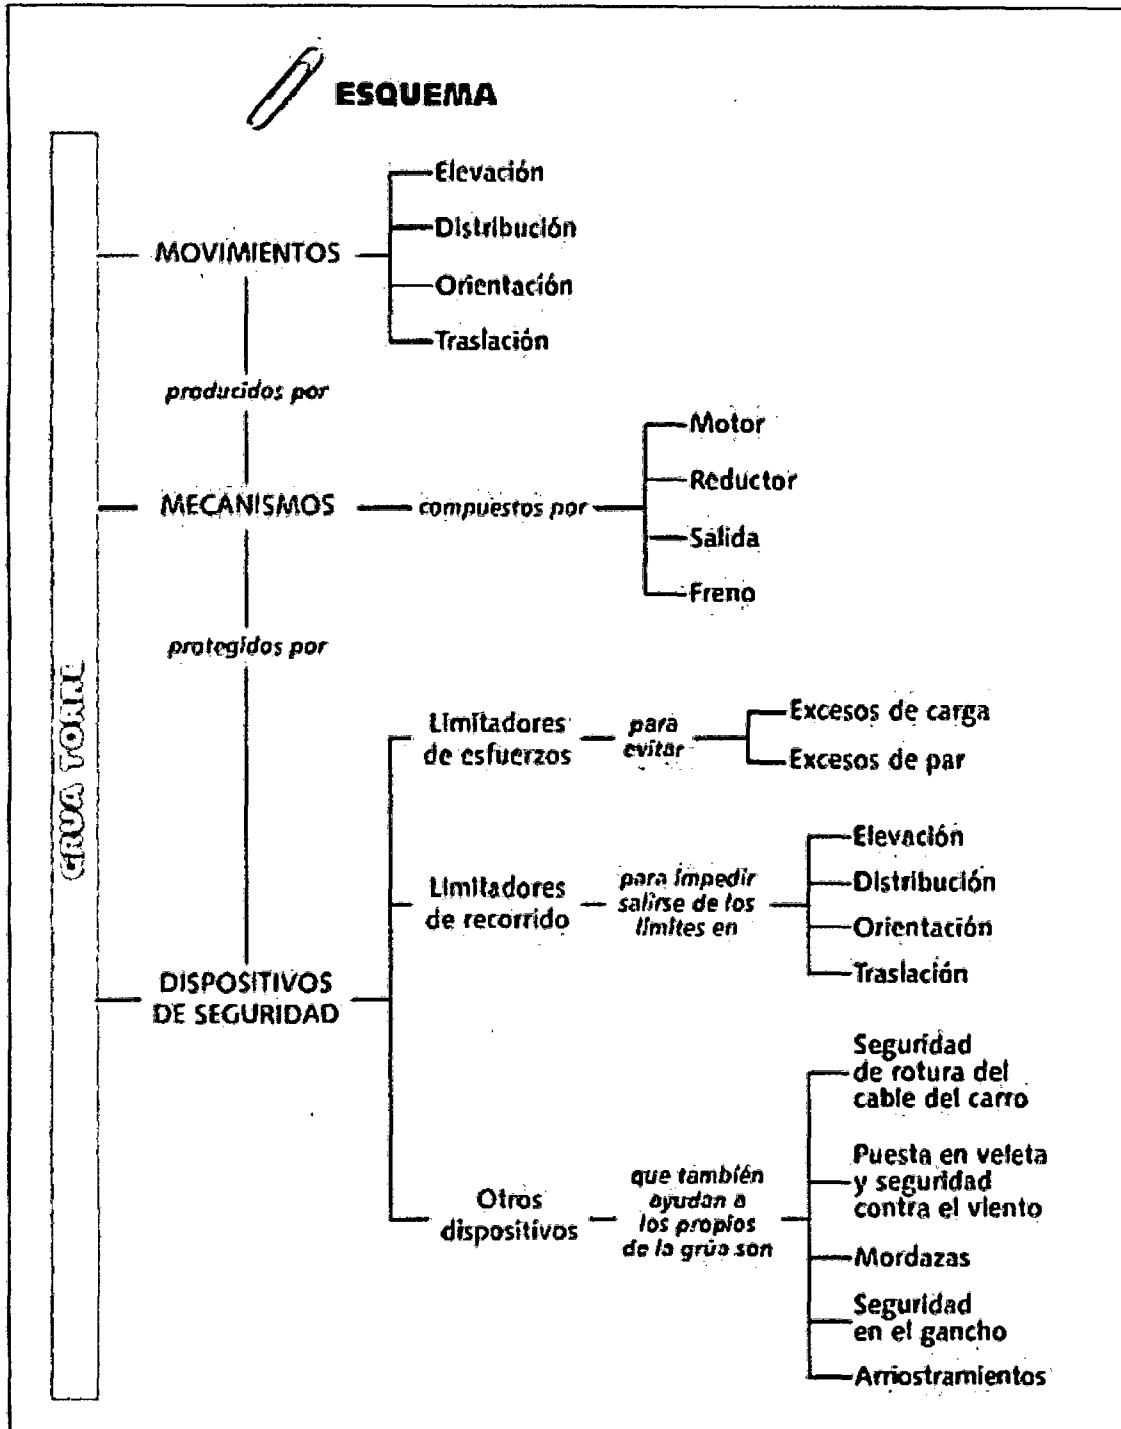 ESQUEMA
GRUA TORRE
MOVIMIENTOS
Elevación
Distribución
Orientación
Traslación
producidos por
MECANISMOS
compuestos por
Motor
Reductor
Salida
Freno
protegidos por
DISPOSITIVOS
DE SEGURIDAD
Limitadores
de esfuerzos
para
evitar
Excesos de carga
Excesos de par
Limitadores
de recorrido
para impedir
salirse de los
límites en
Elevación
Distribución
Orientación
Traslación
Otros
dispositivos
que también
ayudan a
los propios
de la grúa son
Seguridad
de rotura del
cable del carro
Puesta en veleta
y seguridad
contra el viento
Mordazas
Seguridad
en el gancho
Arriostramientos